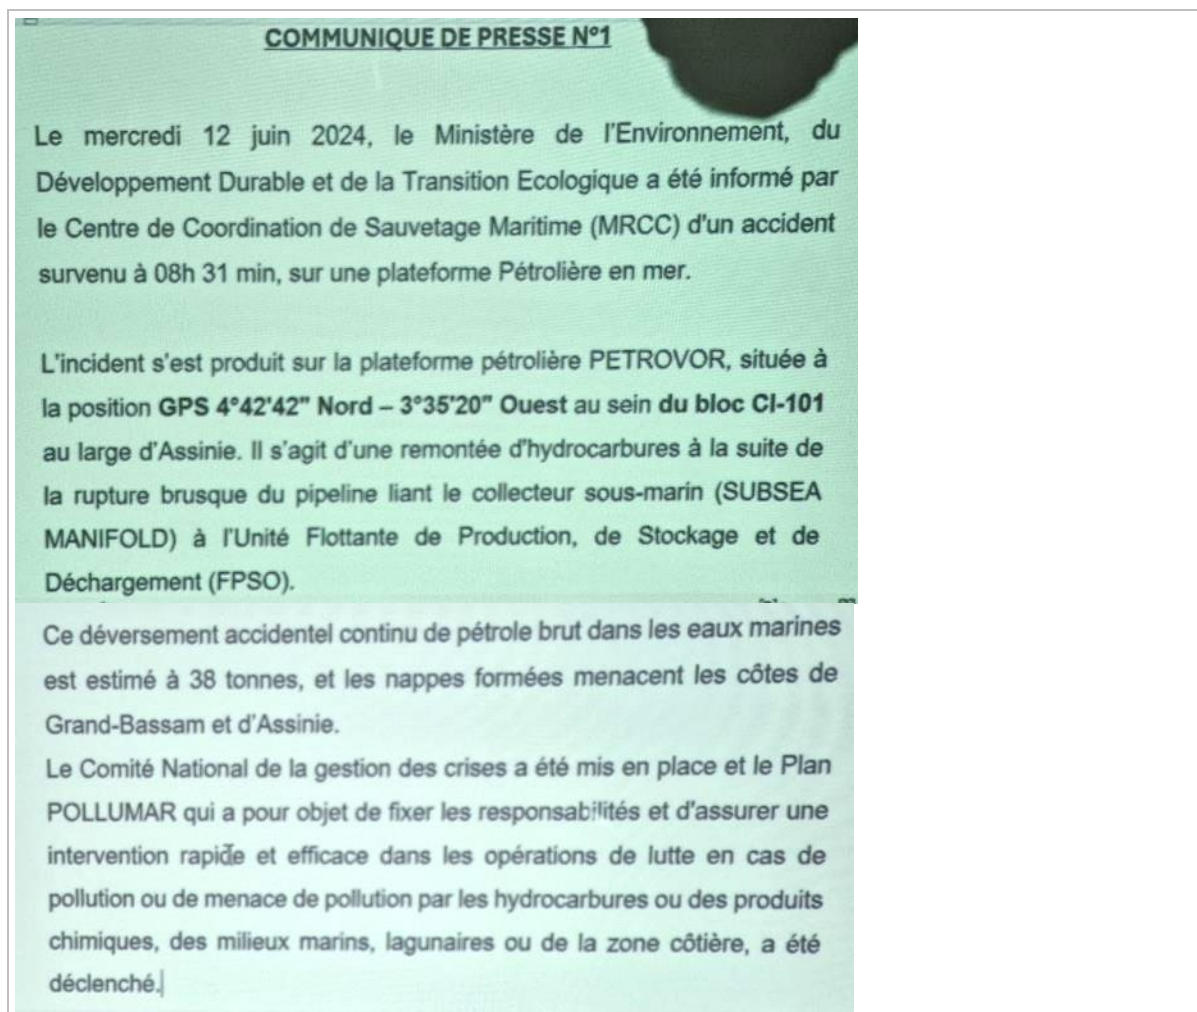 COMMUNIQUE DE PRESSE Nº1
Le mercredi 12 juin 2024, le Ministère de l'Environnement, du
Développement Durable et de la Transition Ecologique a été informé par
le Centre de Coordination de Sauvetage Maritime (MRCC) d'un accident
survenu à 08h 31 min, sur une plateforme Pétrolière en mer.
L'incident s'est produit sur la plateforme pétrolière PETROVOR, située à
la position GPS 4°42'42" Nord – 3°35'20" Ouest au sein du bloc CI-101
au large d'Assinie. Il s'agit d'une remontée d'hydrocarbures à la suite de
la rupture brusque du pipeline liant le collecteur sous-marin (SUBSEA
MANIFOLD) à l'Unité Flottante de Production, de Stockage et de
Déchargement (FPSO).
Ce déversement accidentel continu de pétrole brut dans les eaux marines
est estimé à 38 tonnes, et les nappes formées menacent les côtes de
Grand-Bassam et d'Assinie.
Le Comité National de la gestion des crises a été mis en place et le Plan
POLLUMAR qui a pour objet de fixer les responsabilités et d'assurer une
intervention rapide et efficace dans les opérations de lutte en cas de
pollution ou de menace de pollution par les hydrocarbures ou des produits
chimiques, des milieux marins, lagunaires ou de la zone côtière, a été
déclenché.